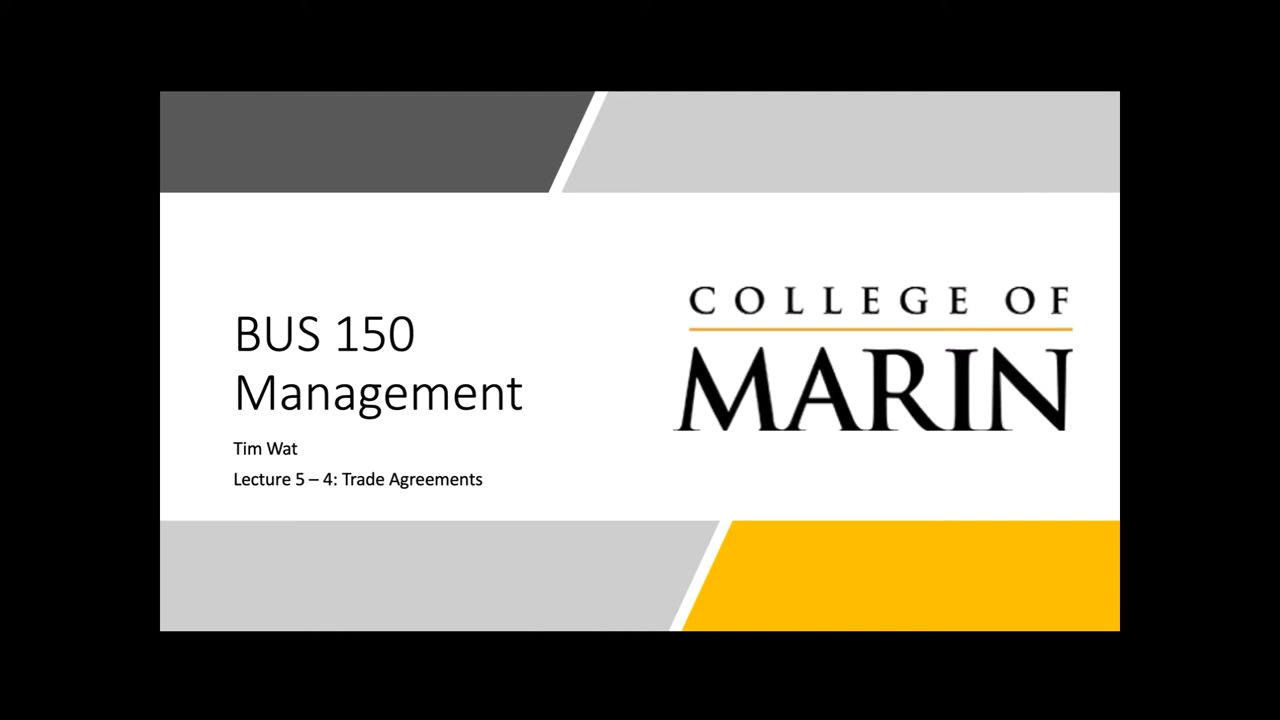 BUS 150
Management
Tim Wat
Lecture 5 – 4: Trade Agreements
COLLEGE OF
MARIN